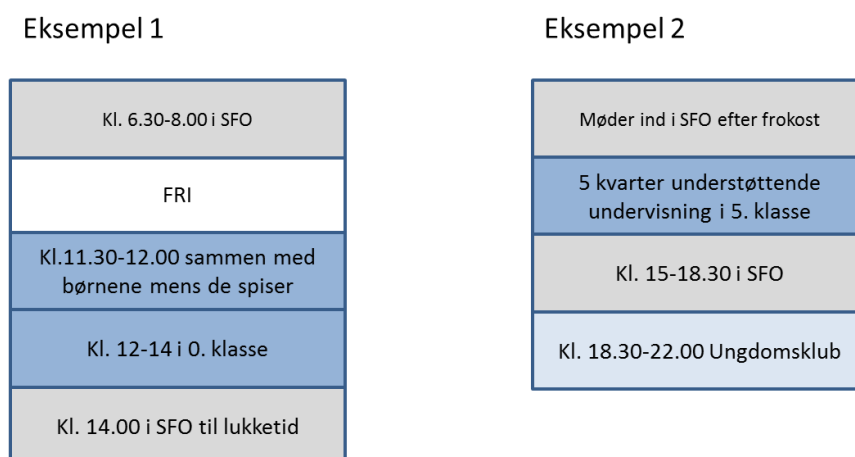 Eksempel 1
Kl. 6.30-8.00 i SFO
FRI
Kl.11.30-12.00 sammen med
børnene mens de spiser
Kl. 12-14 i 0. klasse
Kl. 14.00 i SFO til lukketid
Eksempel 2
Møder ind i SFO efter frokost
5 kvarter understøttende
undervisning i 5. klasse
Kl. 15-18.30 i SFO
Kl. 18.30-22.00 Ungdomsklub